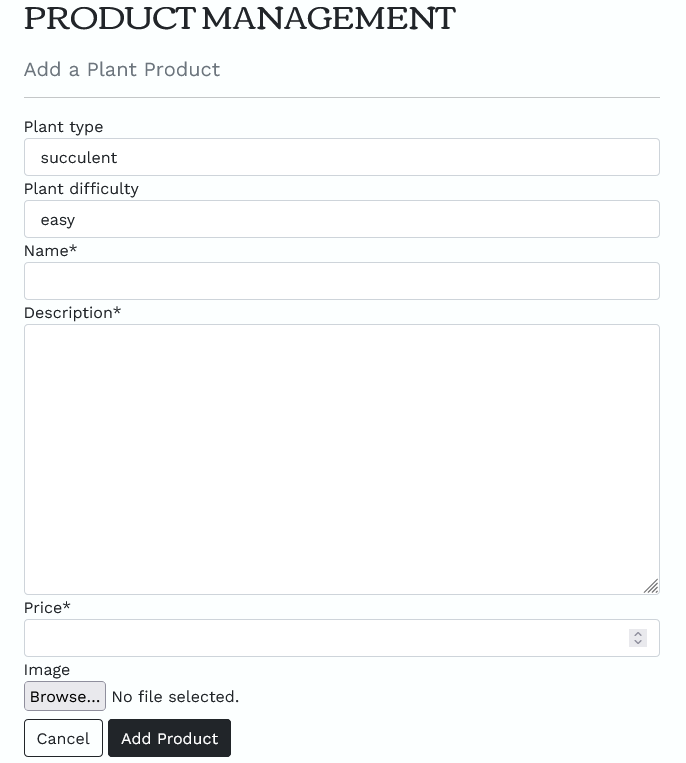 PRODUCT MANAGEMENT
Add a Plant Product
Plant type
succulent
Plant difficulty
easy
Name*
Description*
Price*
Image
Browse... No file selected.
Cancel Add Product